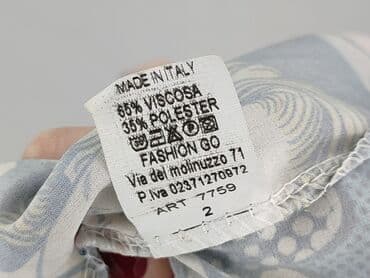 MADE IN ITALY
65% VISCOSA
35% POLESTER
FASHION GO
Via del molinuzzo 71
P.iva 02371270972
ART 7759
2